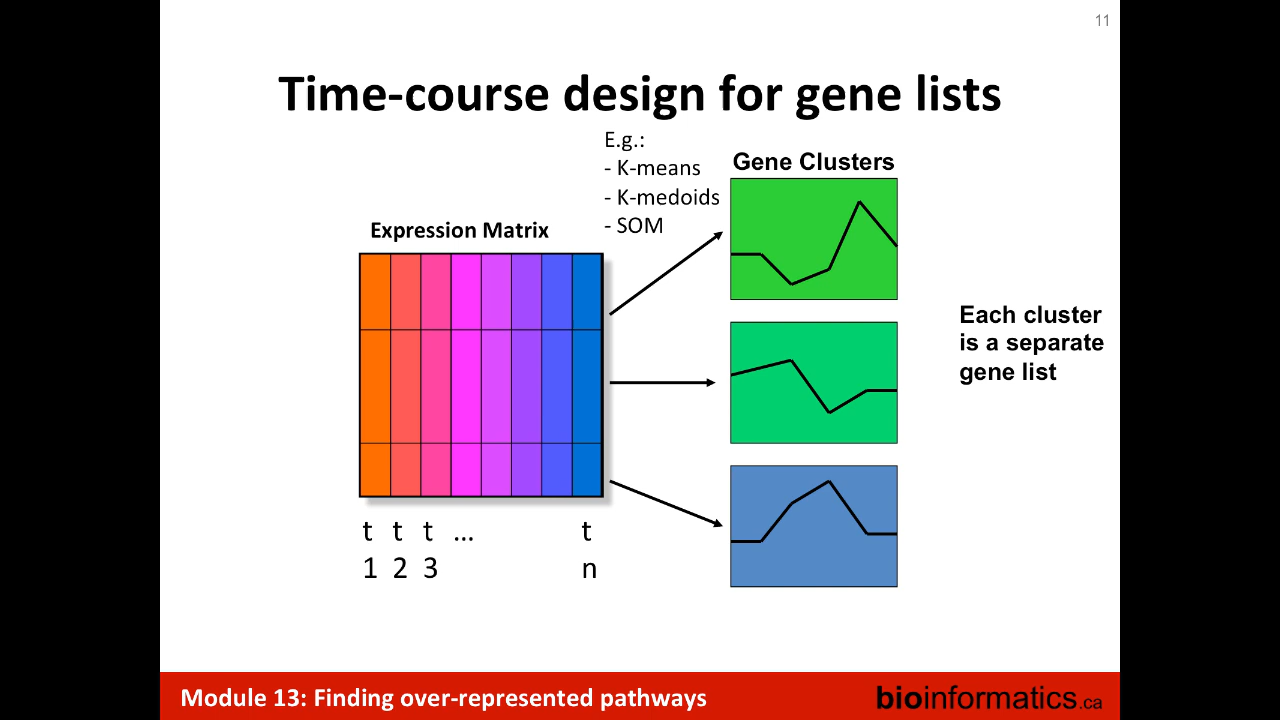 11
Time-course design for gene lists
E.g.:
- K-means
- K-medoids
- SOM
Gene Clusters
Expression Matrix
Each cluster
is a separate
gene list
t t t ... t
1 2 3 n
Module 13: Finding over-represented pathways
bioinformatics.ca